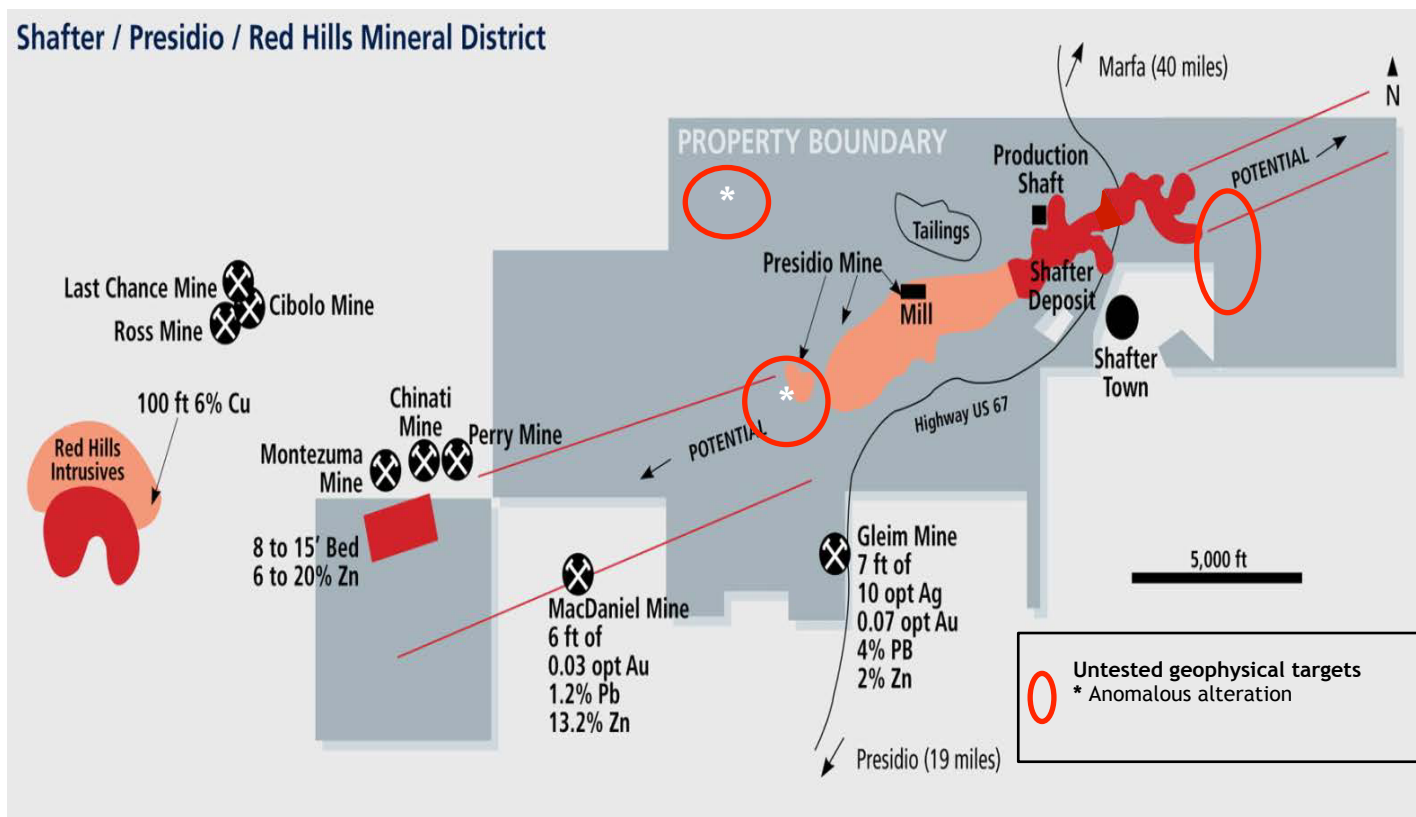 Shafter / Presidio / Red Hills Mineral District
Marfa (40 miles)
N
PROPERTY BOUNDARY
Production
Shaft
POTENTIAL
*
Tailings
Presidio Mine
Last Chance Mine
Cibolo Mine
Ross Mine
Mill
Shafter
Deposit
Shafter
Town
100 ft 6% Cu
*
Highway US 67
Red Hills
Intrusives
Chinati
Mine
Perry Mine
Montezuma
Mine
POTENTIAL
8 to 15' Bed
6 to 20% Zn
Gleim Mine
7 ft of
10 opt Ag
0.07 opt Au
4% PB
2% Zn
5,000 ft
MacDaniel Mine
6 ft of
0.03 opt Au
1.2% Pb
13.2% Zn
Untested geophysical targets
* Anomalous alteration
Presidio (19 miles)